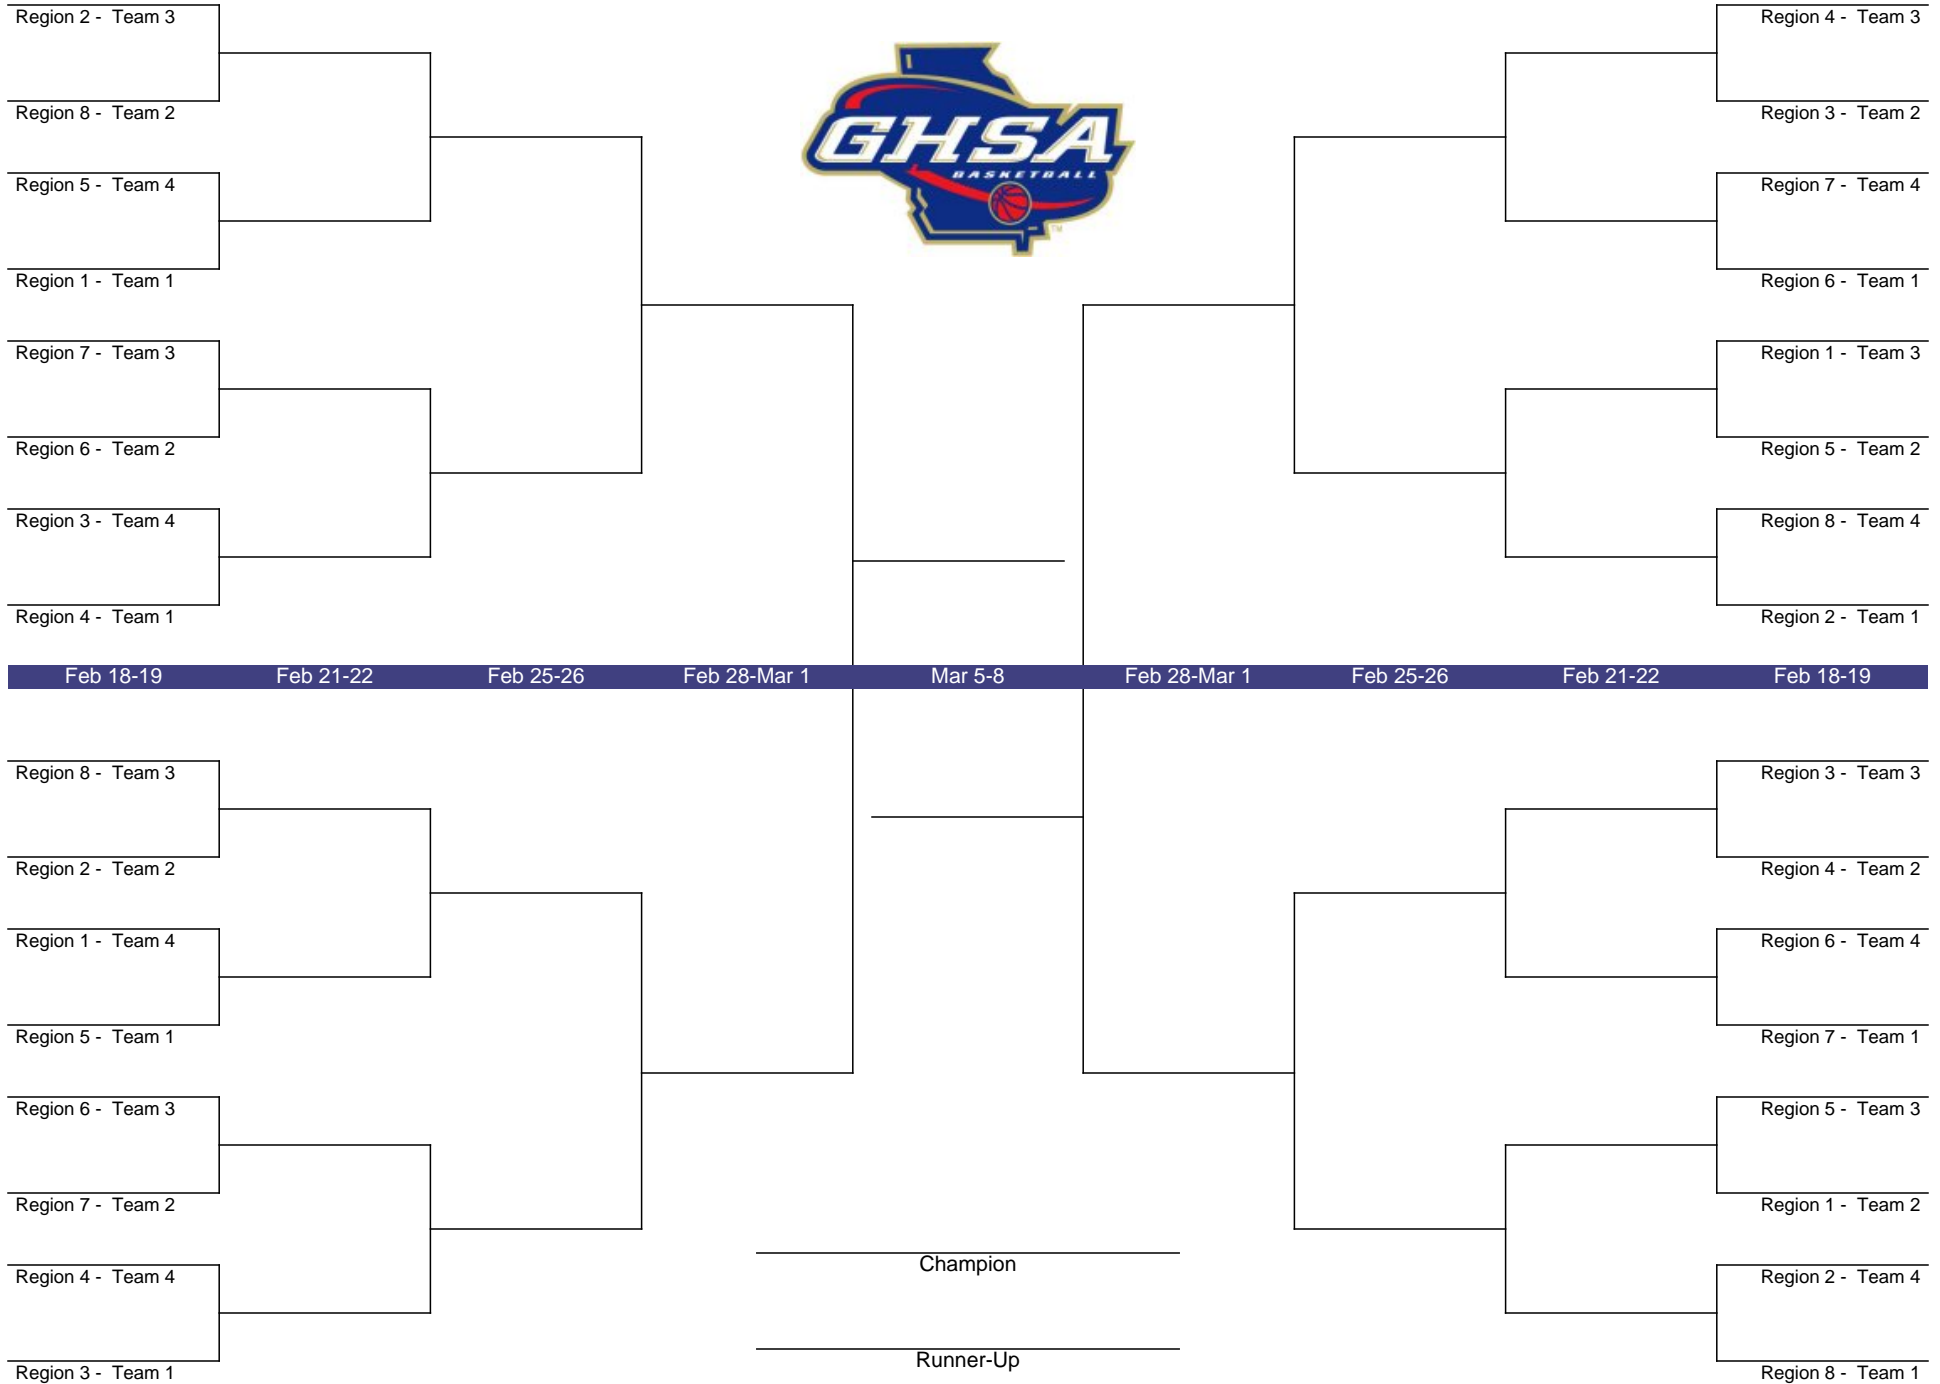 Region 2 - Team 3
Region 8 - Team 2
Region 5 - Team 4
Region 1 - Team 1
Region 7 - Team 3
Region 6 - Team 2
Region 3 - Team 4
Region 4 - Team 1
GHSA
BASKETBALL
TM
Region 4 - Team 3
Region 3 - Team 2
Region 7 - Team 4
Region 6 - Team 1
Region 1 - Team 3
Region 5 - Team 2
Region 8 - Team 4
Region 2 - Team 1
Feb 18-19 Feb 21-22 Feb 25-26 Feb 28-Mar 1 Mar 5-8 Feb 28-Mar 1 Feb 25-26 Feb 21-22 Feb 18-19
Region 8 - Team 3
Region 2 - Team 2
Region 1 - Team 4
Region 5 - Team 1
Region 6 - Team 3
Region 7 - Team 2
Region 4 - Team 4
Region 3 - Team 1
Champion
Runner-Up
Region 3 - Team 3
Region 4 - Team 2
Region 6 - Team 4
Region 7 - Team 1
Region 5 - Team 3
Region 1 - Team 2
Region 2 - Team 4
Region 8 - Team 1